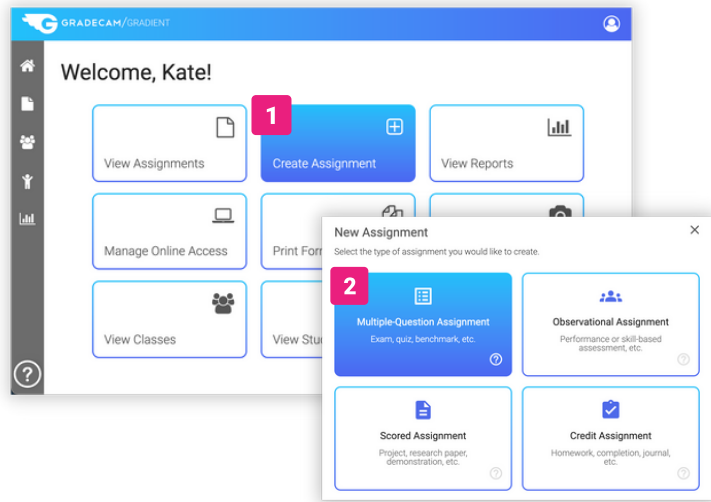 GRADECAM/GRADIENT
Welcome, Kate!
1
View Assignments
Create Assignment
View Reports
Manage Online Access
Print
View Classes
View
?
New Assignment
Select the type of assignment you would like to create.
2
Multiple-Question Assignment
Exam, quiz, benchmark, etc.
?
Observational Assignment
Performance or skill-based
assessment, etc.
?
Scored Assignment
Project, research paper,
demonstration, etc.
?
Credit Assignment
Homework, completion, journal,
etc.
?